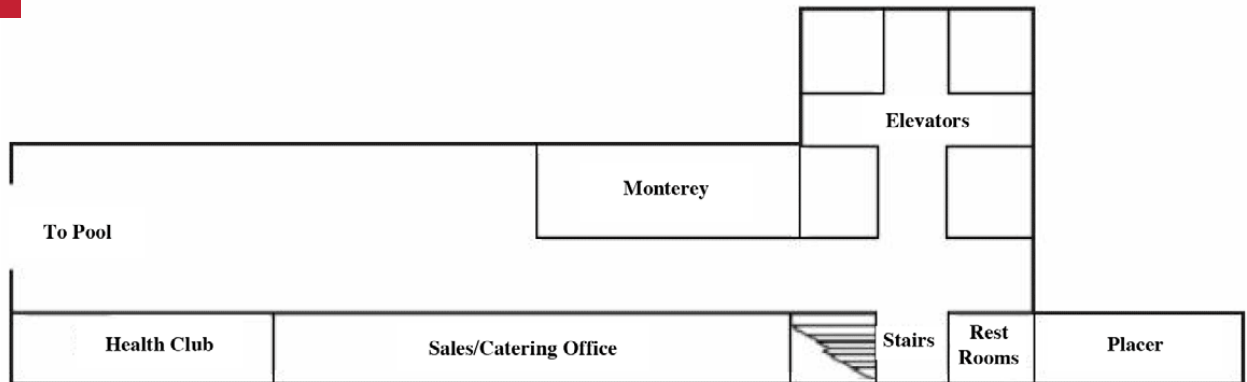 Elevators
Monterey
To Pool
Health Club
Sales/Catering Office
Stairs
Rest
Rooms
Placer